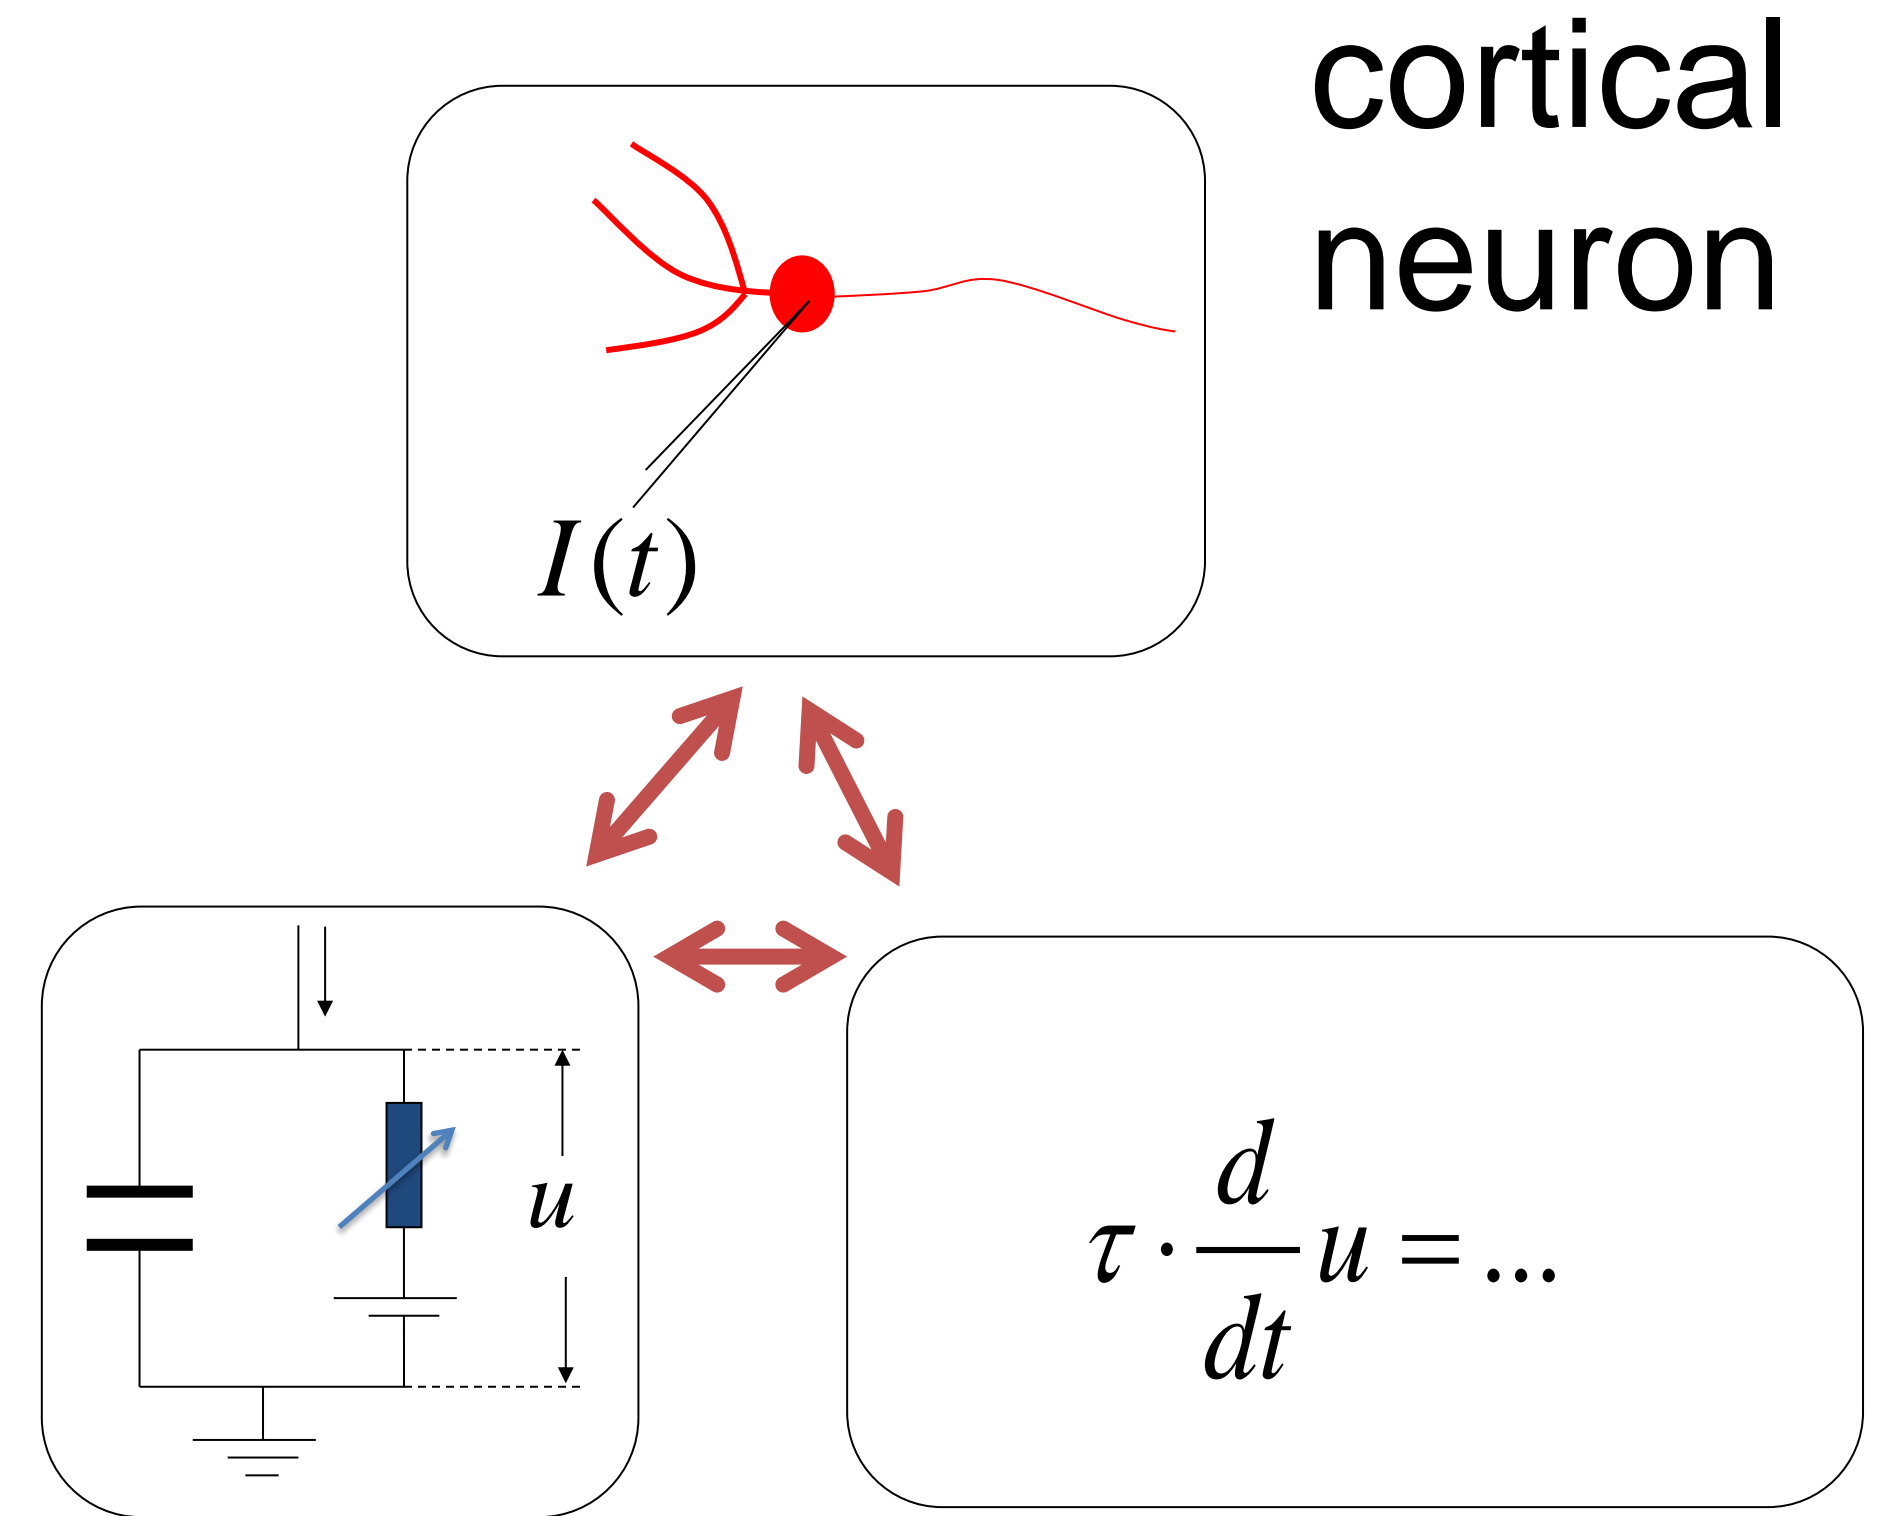 cortical
neuron
I(t)
u
τ · d/dt u = ...